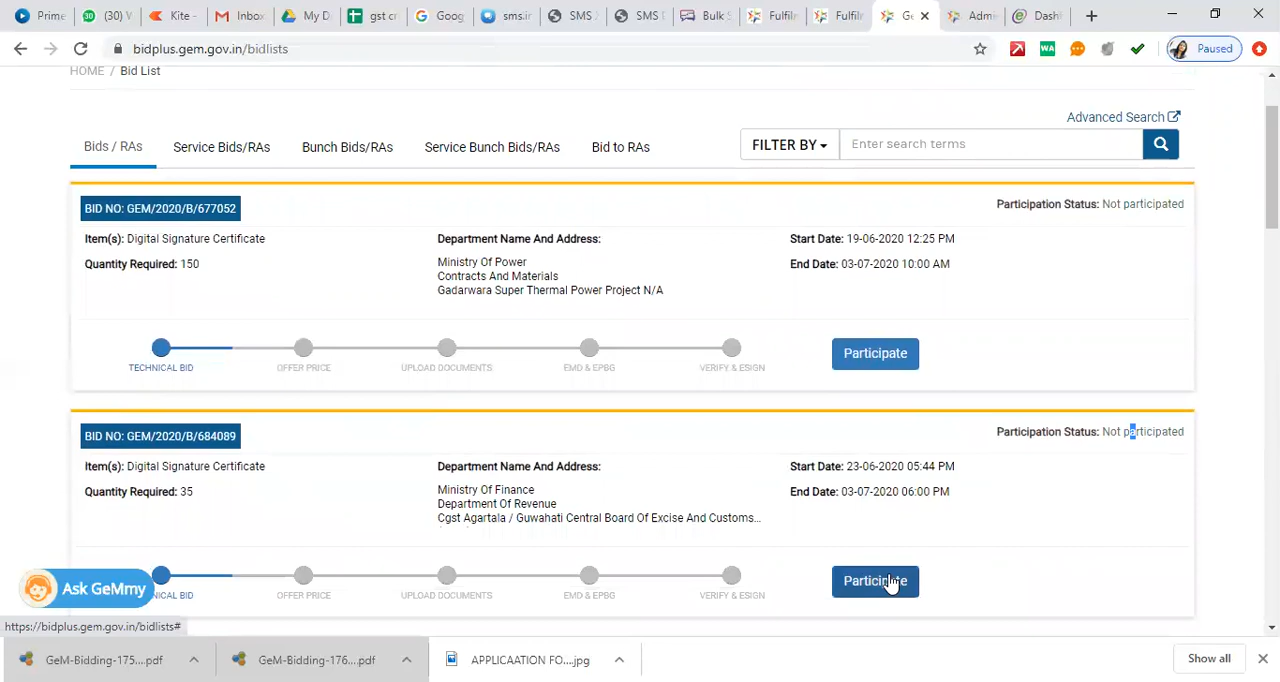 Prime
(30) W
Kite -
Inbox
My D
gst cr
Goog
sms.ir
SMS
SMS
Bulk S
Fulfiln
Fulfiln
Ge
Adm
Dashl
bidplus.gem.gov.in/bidlists
Paused
HOME / Bid List
Advanced Search
Bids / RAs
Service Bids/RAs
Bunch Bids/RAs
Service Bunch Bids/RAs
Bid to RAs
FILTER BY
Enter search terms
BID NO: GEM/2020/B/677052
Participation Status: Not participated
Item(s): Digital Signature Certificate
Quantity Required: 150
Department Name And Address:
Ministry Of Power
Contracts And Materials
Gadarwara Super Thermal Power Project N/A
Start Date: 19-06-2020 12:25 PM
End Date: 03-07-2020 10:00 AM
TECHNICAL BID
OFFER PRICE
UPLOAD DOCUMENTS
EMD & EPBG
VERIFY & ESIGN
Participate
BID NO: GEM/2020/B/684089
Participation Status: Not participated
Item(s): Digital Signature Certificate
Quantity Required: 35
Department Name And Address:
Ministry Of Finance
Department Of Revenue
Cgst Agartala / Guwahati Central Board Of Excise And Customs...
Start Date: 23-06-2020 05:44 PM
End Date: 03-07-2020 06:00 PM
Ask GeMmy
NICAL BID
OFFER PRICE
UPLOAD DOCUMENTS
EMD & EPBG
VERIFY & ESIGN
Participate
https://bidplus.gem.gov.in/bidlists#
GeM-Bidding-175....pdf
GeM-Bidding-176....pdf
APPLICAATION FO....jpg
Show all